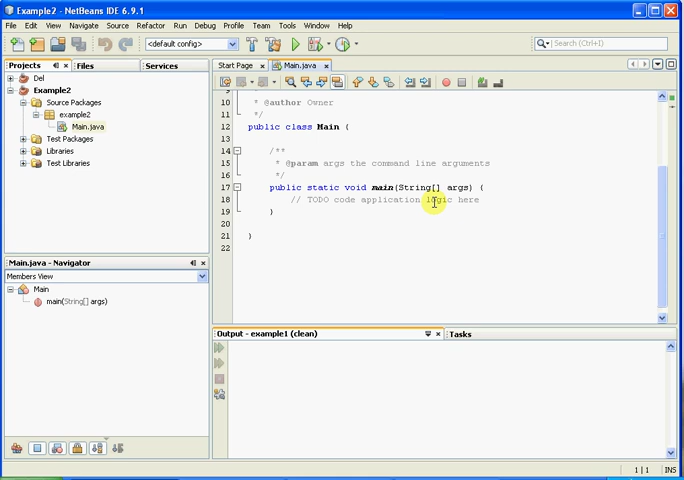 Example2 - NetBeans IDE 6.9.1
File Edit View Navigate Source Refactor Run Debug Profile Team Tools Window Help
<default config>
Search (Ctrl+I)
Projects Files Services
Del
Example2
Source Packages
example2
Main.java
Test Packages
Libraries
Test Libraries
Main.java - Navigator
Members View
Main
main(String[] args)
Start Page Main.java
10 * @author Owner
11 */
12 public class Main {
13
14 /**
15 * @param args the command line arguments
16 */
17 public static void main(String[] args) {
18 // TODO code application logic here
19 }
20
21 }
22
Output - example1 (clean) Tasks
1 | 1 INS